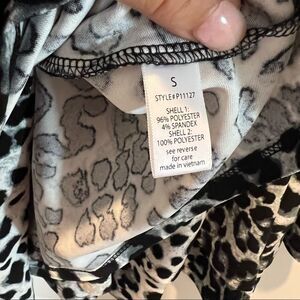 S
STYLE#P11127
SHELL 1:
96% POLYESTER
4% SPANDEX
SHELL 2:
100% POLYESTER
see reverse
for care
made in vietnam